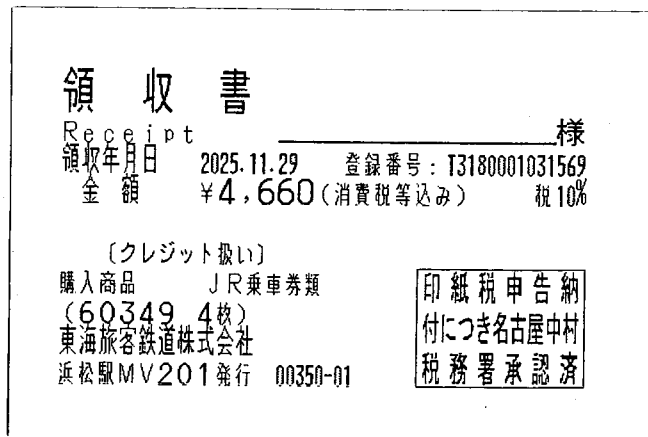 領収書
Receipt 様
領収年月日 2025.11.29 登録番号：T3180001031569
金額 ¥4,660(消費税等込み) 税10%
〔クレジット扱い〕
購入商品 JR乗車券類
(60349 4枚)
東海旅客鉄道株式会社
浜松駅MV201発行 00350-01
印紙税申告納
付につき名古屋中村
税務署承認済